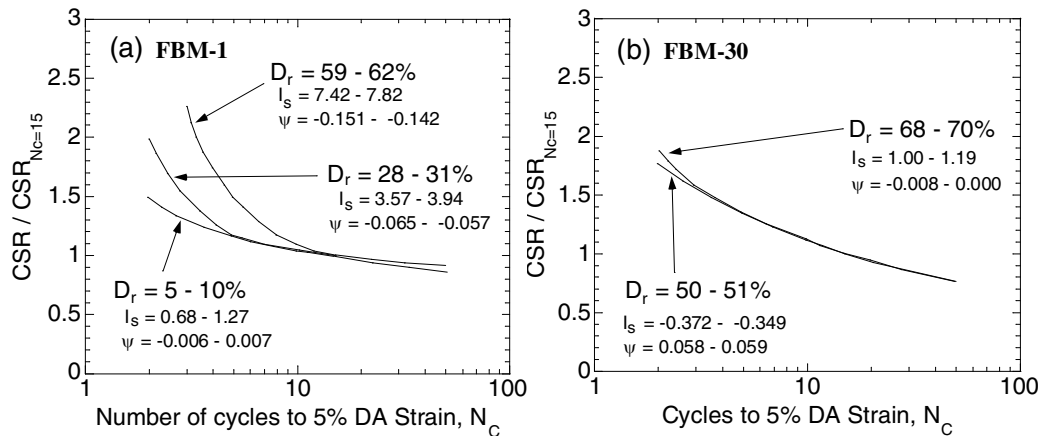 (a) FBM-1
D_r = 59 - 62%
I_s = 7.42 - 7.82
ψ = -0.151 - -0.142
D_r = 28 - 31%
I_s = 3.57 - 3.94
ψ = -0.065 - -0.057
D_r = 5 - 10%
I_s = 0.68 - 1.27
ψ = -0.006 - 0.007
CSR / CSR_Nc=15
3
2.5
2
1.5
1
0.5
0
1
10
100
Number of cycles to 5% DA Strain, N_C
(b) FBM-30
D_r = 68 - 70%
I_s = 1.00 - 1.19
ψ = -0.008 - 0.000
D_r = 50 - 51%
I_s = -0.372 - -0.349
ψ = 0.058 - 0.059
CSR / CSR_Nc=15
3
2.5
2
1.5
1
0.5
0
1
10
100
Cycles to 5% DA Strain, N_C